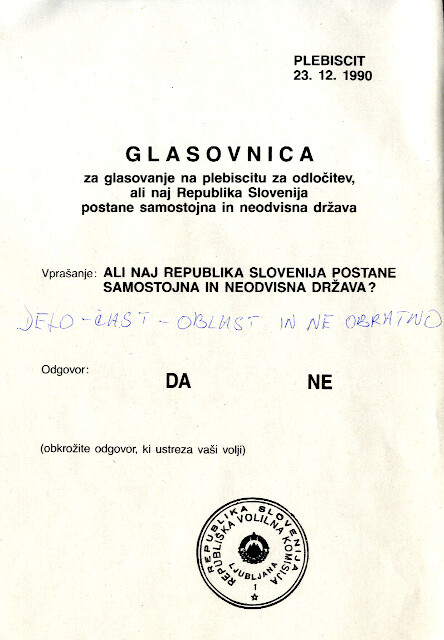 PLEBISCIT
23. 12. 1990
GLASOVNICA
za glasovanje na plebiscitu za odločitev,
ali naj Republika Slovenija
postane samostojna in neodvisna država
Vprašanje: ALI NAJ REPUBLIKA SLOVENIJA POSTANE
SAMOSTOJNA IN NEODVISNA DRŽAVA?
DELO - ČAST - OBLAST IN NE OBRATNO
Odgovor:
DA NE
(obkrožite odgovor, ki ustreza vaši volji)
REPUBLIKA SLOVENIJA
REPUBLIŠKA VOLILNA KOMISIJA
LJUBLJANA
1